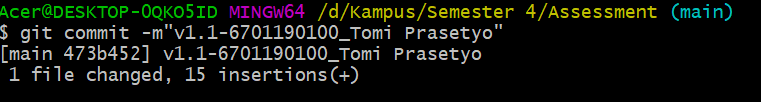 Acer@DESKTOP-OQKO5ID MINGW64 /d/Kampus/Semester 4/Assessment (main)
$ git commit -m"v1.1-6701190100_Tomi Prasetyo"
[main 473b452] v1.1-6701190100_Tomi Prasetyo
 1 file changed, 15 insertions(+)